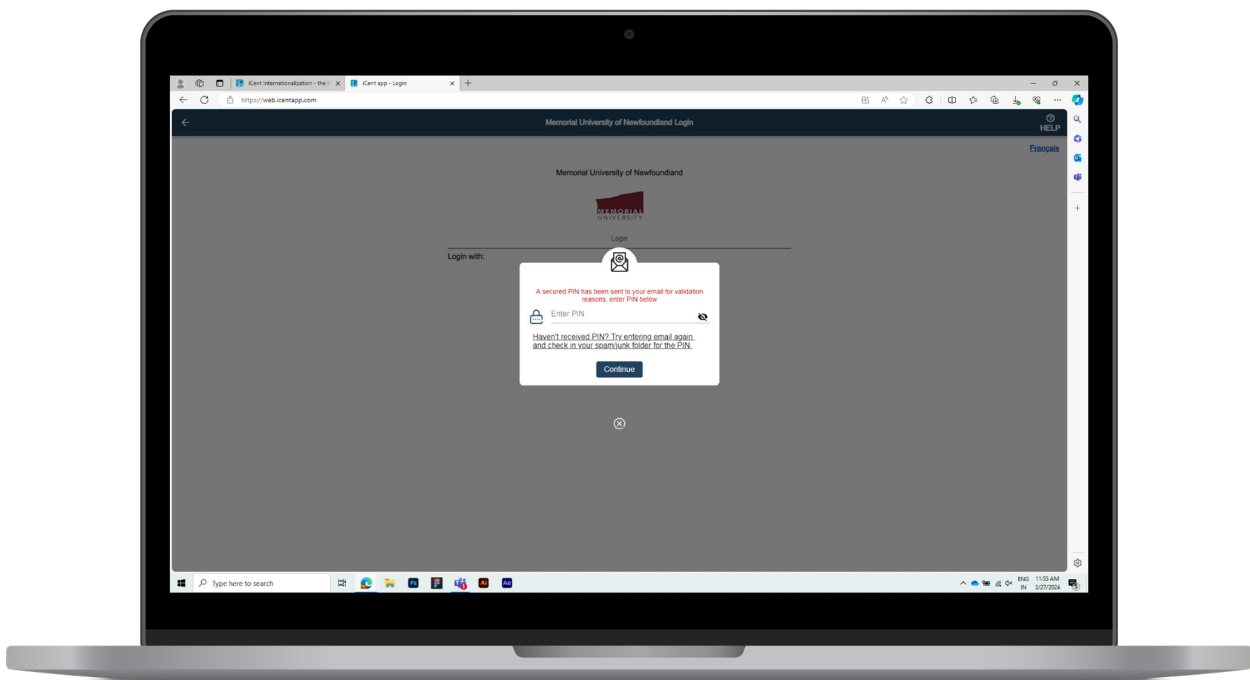 iCent Internationalization - the
iCent app - Login
https://web.icentapp.com
Memorial University of Newfoundland Login
HELP
Français
Memorial University of Newfoundland
MEMORIAL
UNIVERSITY
Login
Login with:
A secured PIN has been sent to your email for validation
reasons. enter PIN below
Enter PIN
Haven't received PIN? Try entering email again
and check in your spam/junk folder for the PIN.
Continue
Type here to search
Ps
Ai
Ae
ENG 11:55 AM
IN 3/27/2024